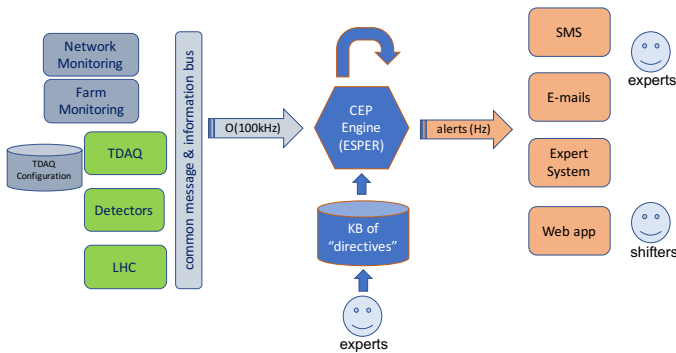 Network
Monitoring
Farm
Monitoring
TDAQ
Configuration
TDAQ
Detectors
LHC
common message & information bus
O(100kHz)
CEP
Engine
(ESPER)
KB of
“directives”
experts
alerts (Hz)
SMS
E-mails
Expert
System
Web app
experts
shifters